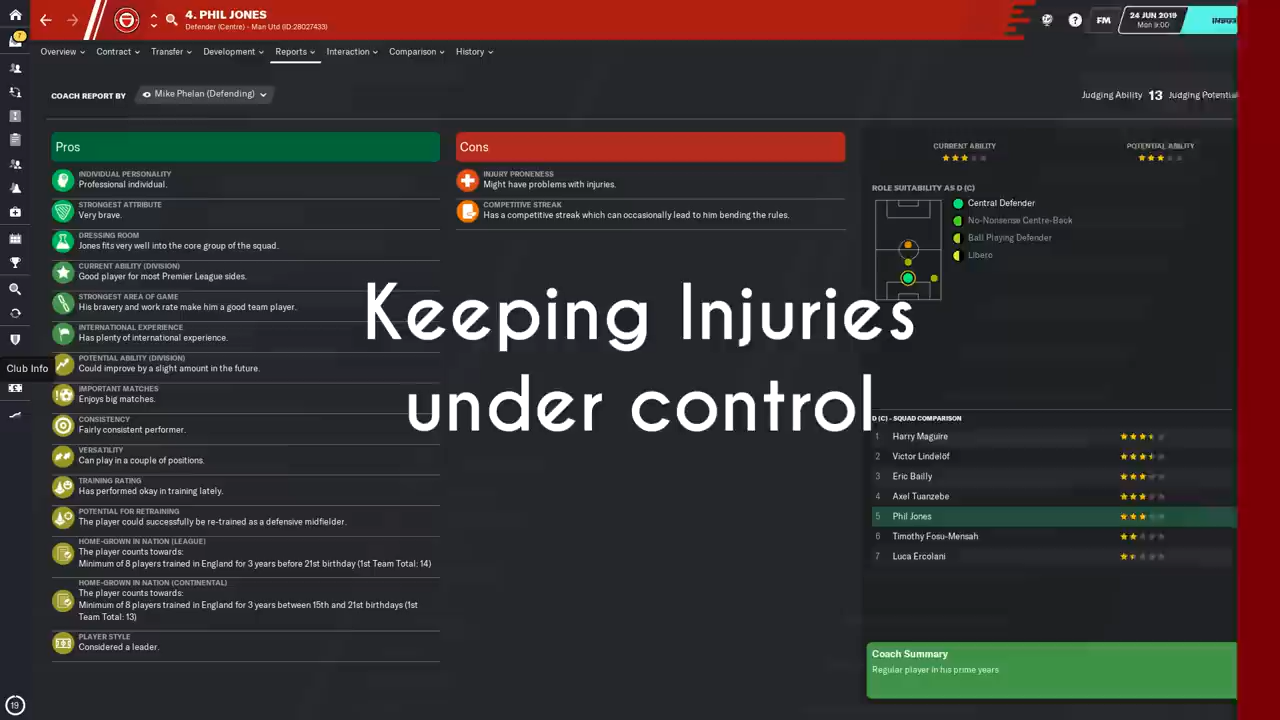 4. PHIL JONES
Defender (Centre) - Man Utd (ID:28027433)
FM
24 JUN 2019
Mon 9:00
7
Overview
Contract
Transfer
Development
Reports
Interaction
Comparison
History
COACH REPORT BY
Mike Phelan (Defending)
Judging Ability 13 Judging Potential
Pros
INDIVIDUAL PERSONALITY
Professional individual.
STRONGEST ATTRIBUTE
Very brave.
DRESSING ROOM
Jones fits very well into the core group of the squad.
CURRENT ABILITY (DIVISION)
Good player for most Premier League sides.
STRONGEST AREA OF GAME
His bravery and work rate make him a good team player.
INTERNATIONAL EXPERIENCE
Has plenty of international experience.
POTENTIAL ABILITY (DIVISION)
Could improve by a slight amount in the future.
IMPORTANT MATCHES
Enjoys big matches.
CONSISTENCY
Fairly consistent performer.
VERSATILITY
Can play in a couple of positions.
TRAINING RATING
Has performed okay in training lately.
POTENTIAL FOR RETRAINING
The player could successfully be re-trained as a defensive midfielder.
HOME-GROWN IN NATION (LEAGUE)
The player counts towards:
Minimum of 8 players trained in England for 3 years before 21st birthday (1st Team Total: 14)
HOME-GROWN IN NATION (CONTINENTAL)
The player counts towards:
Minimum of 8 players trained in England for 3 years between 15th and 21st birthdays (1st
Team Total: 13)
PLAYER STYLE
Considered a leader.
Club Info
19
Cons
INJURY PRONENESS
Might have problems with injuries.
COMPETITIVE STREAK
Has a competitive streak which can occasionally lead to him bending the rules.
Keeping Injuries
under control
CURRENT ABILITY
POTENTIAL ABILITY
ROLE SUITABILITY AS D (C)
Central Defender
No-Nonsense Centre-Back
Ball Playing Defender
Libero
D (C) - SQUAD COMPARISON
1 Harry Maguire
2 Victor Lindelöf
3 Eric Bailly
4 Axel Tuanzebe
5 Phil Jones
6 Timothy Fosu-Mensah
7 Luca Ercolani
Coach Summary
Regular player in his prime years